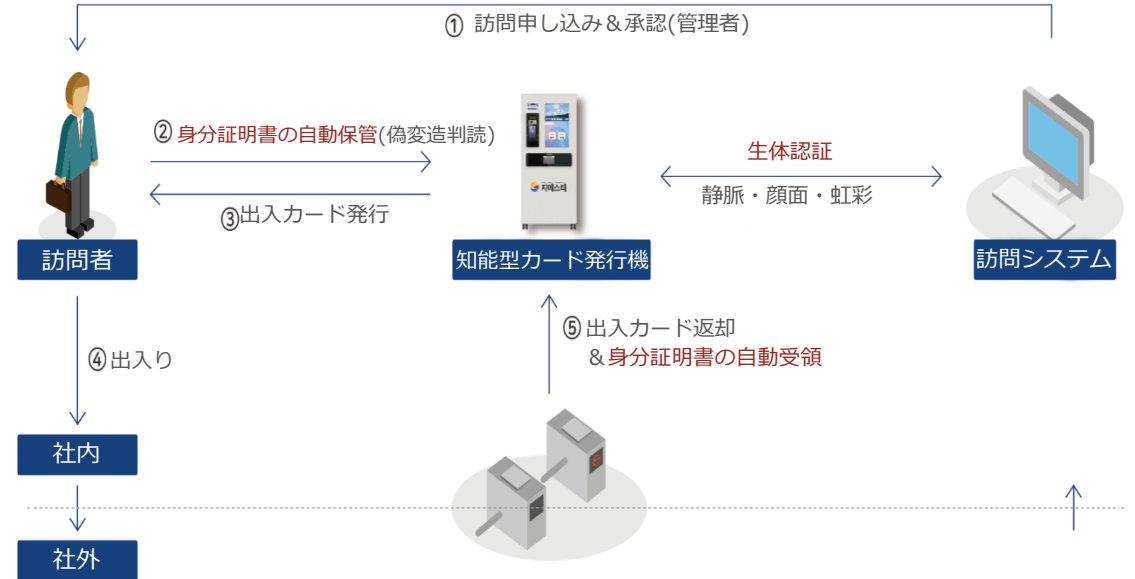 ① 訪問申し込み＆承認(管理者)
② 身分証明書の自動保管(偽変造判読)
③出入カード発行
지에스티
生体認証
静脈・顔面・虹彩
訪問者
知能型カード発行機
訪問システム
④出入り
⑤出入カード返却
＆身分証明書の自動受領
社内
社外